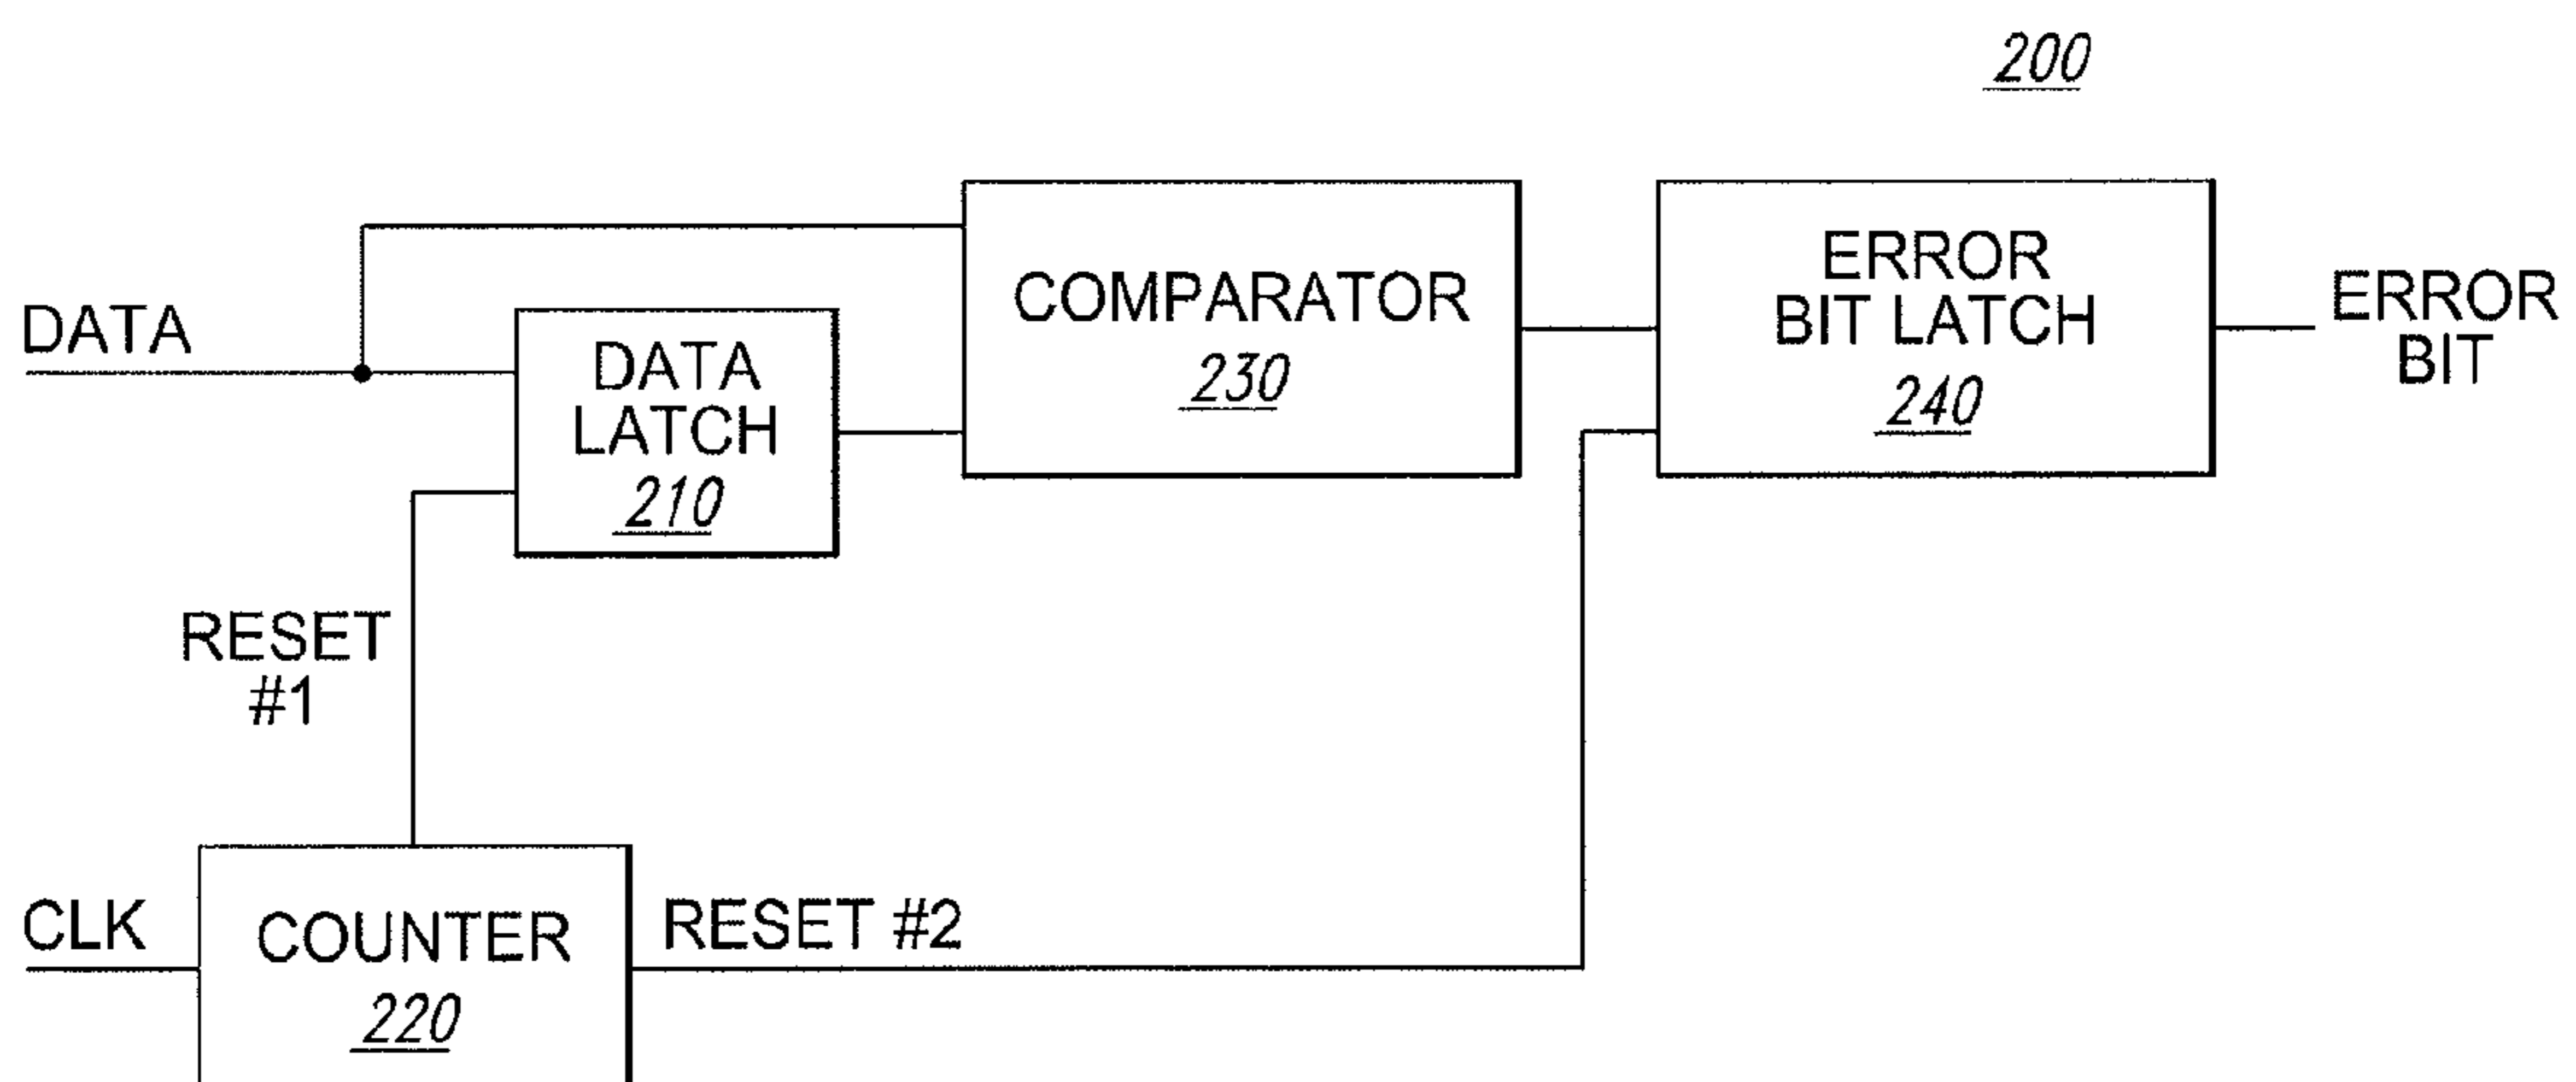 200
DATA
DATA
LATCH
210
COMPARATOR
230
ERROR
BIT LATCH
240
ERROR
BIT
RESET
#1
CLK
COUNTER
220
RESET #2